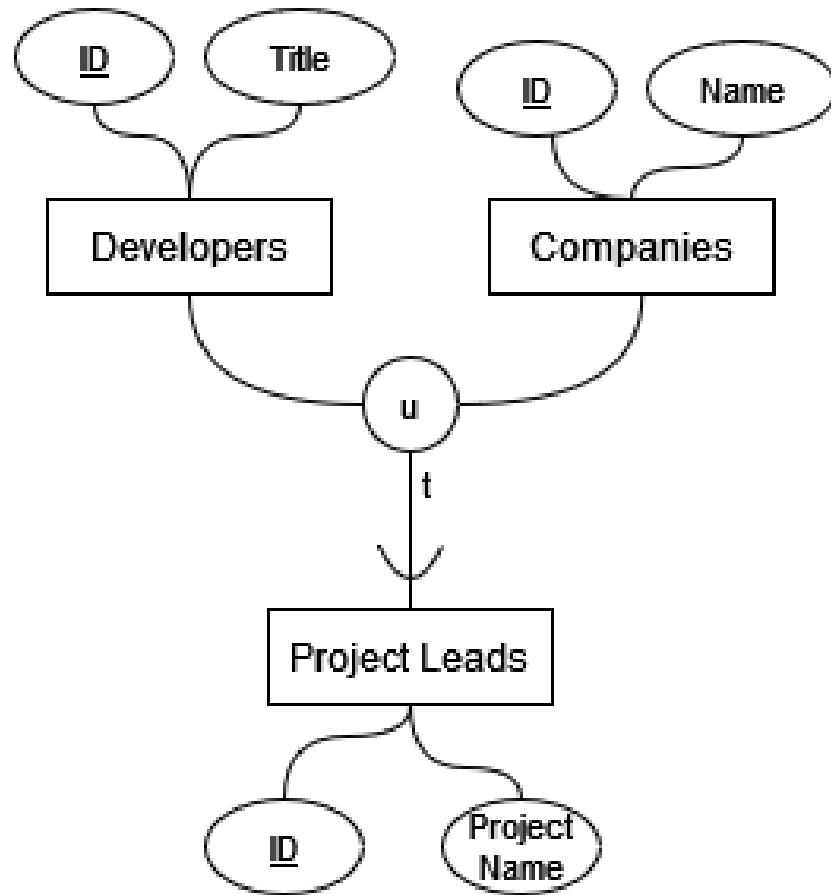 ID
Title
ID
Name
Developers
Companies
u
t
Project Leads
ID
Project
Name